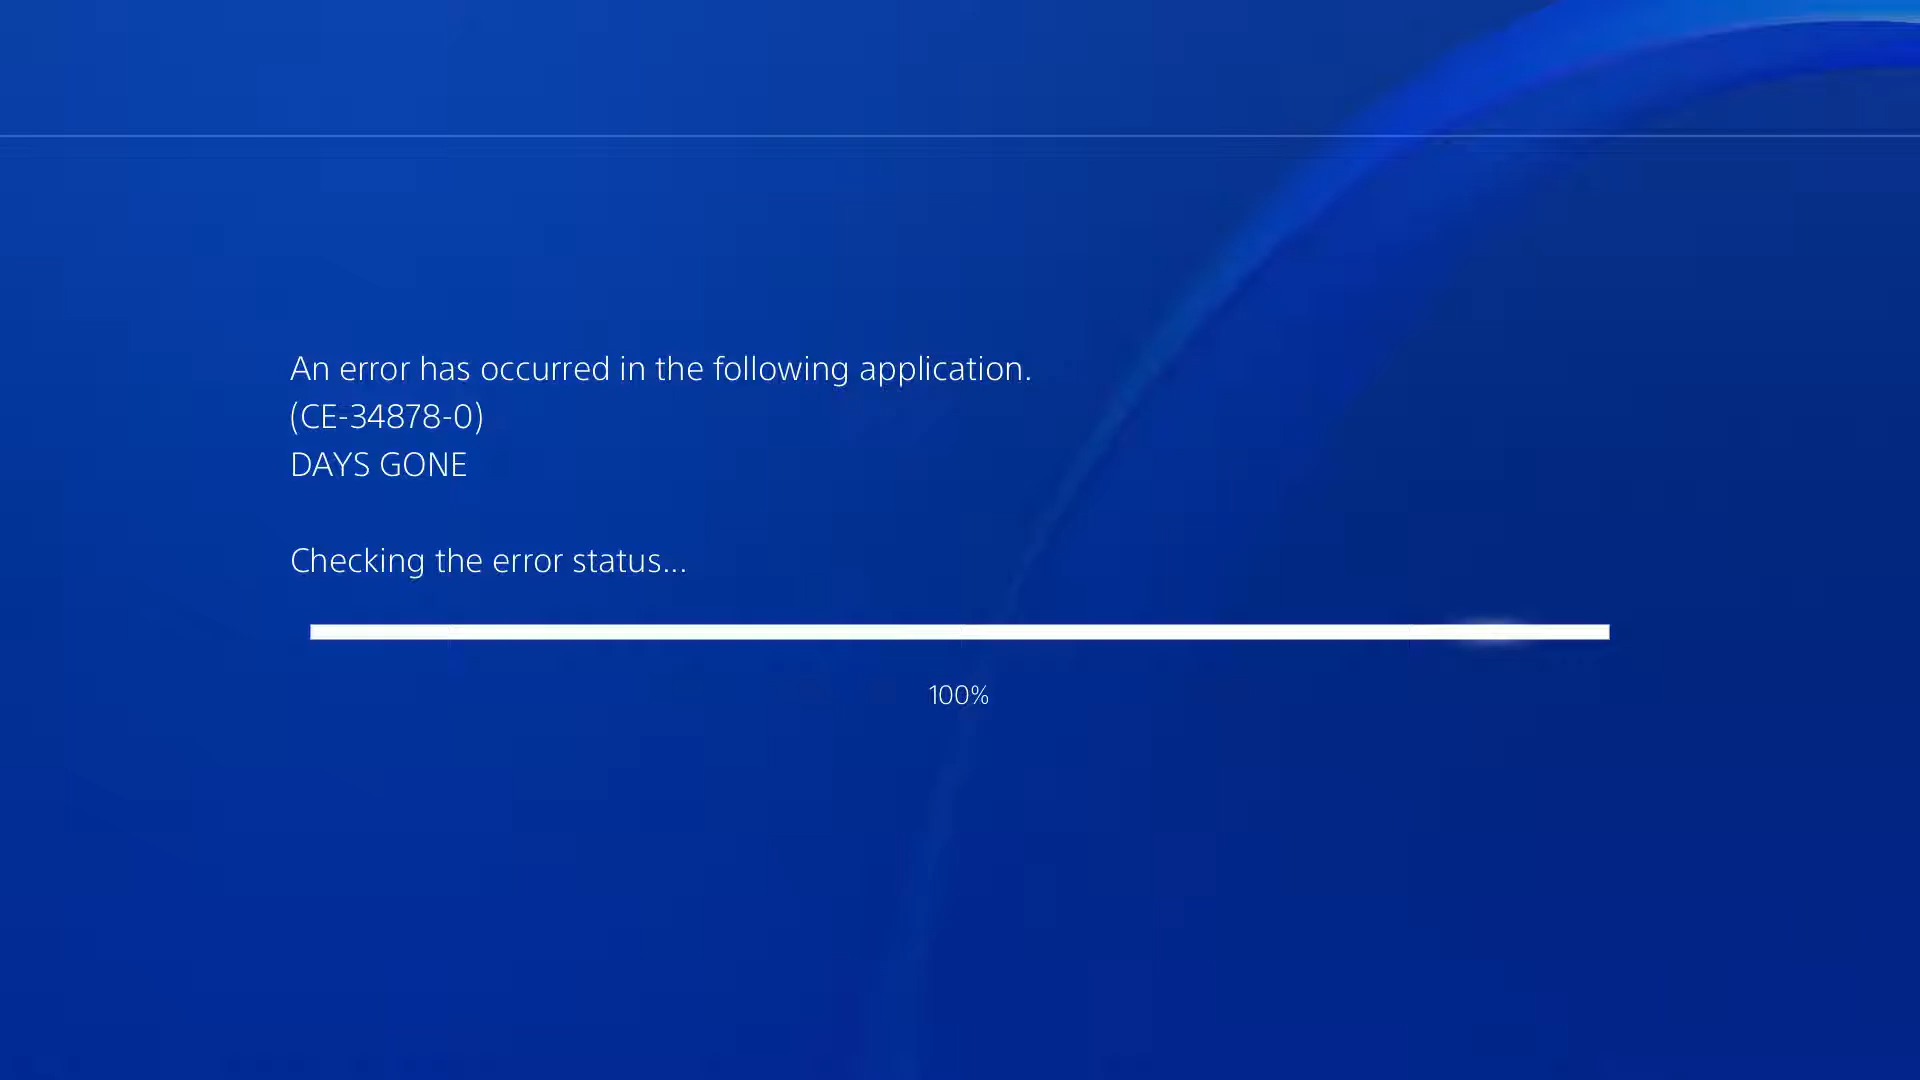 An error has occurred in the following application.
(CE-34878-0)
DAYS GONE
Checking the error status...
100%